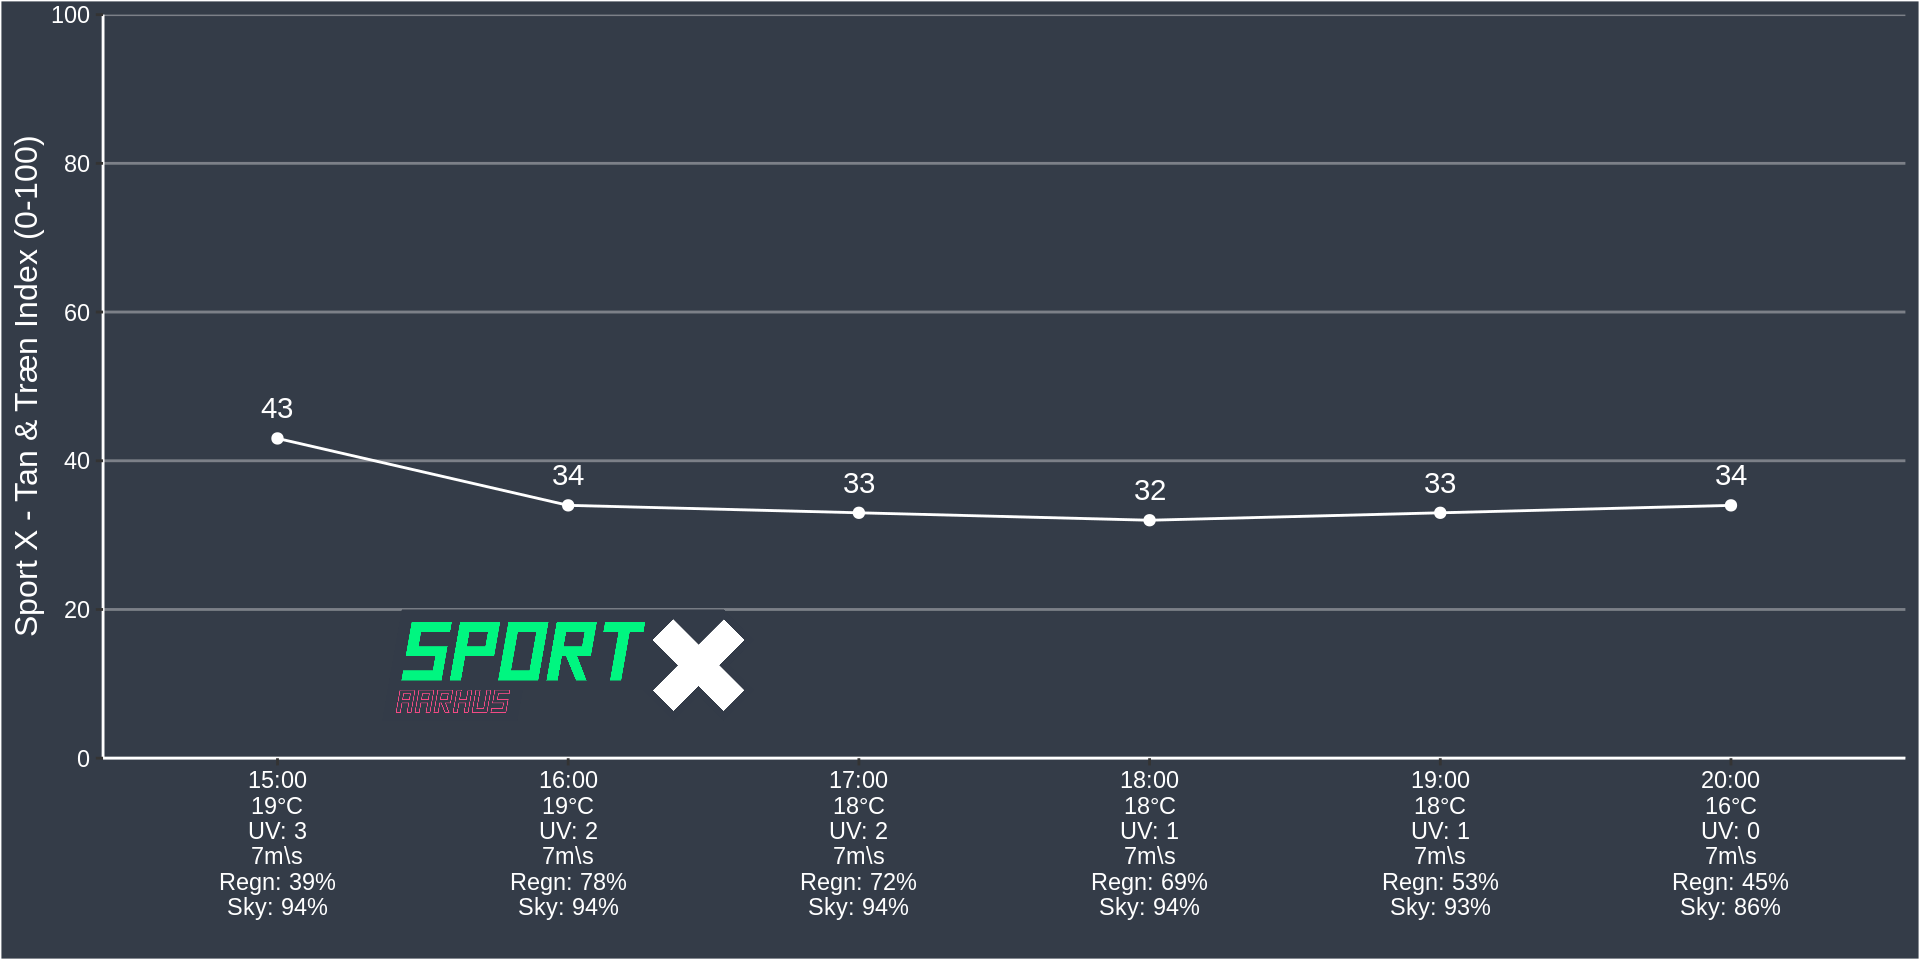 Sport X - Tan & Træn Index (0-100)
100
80
60
40
20
0
43
34
33
32
33
34
SPORT X
AARHUS
15:00
19°C
UV: 3
7m\s
Regn: 39%
Sky: 94%
16:00
19°C
UV: 2
7m\s
Regn: 78%
Sky: 94%
17:00
18°C
UV: 2
7m\s
Regn: 72%
Sky: 94%
18:00
18°C
UV: 1
7m\s
Regn: 69%
Sky: 94%
19:00
18°C
UV: 1
7m\s
Regn: 53%
Sky: 93%
20:00
16°C
UV: 0
7m\s
Regn: 45%
Sky: 86%